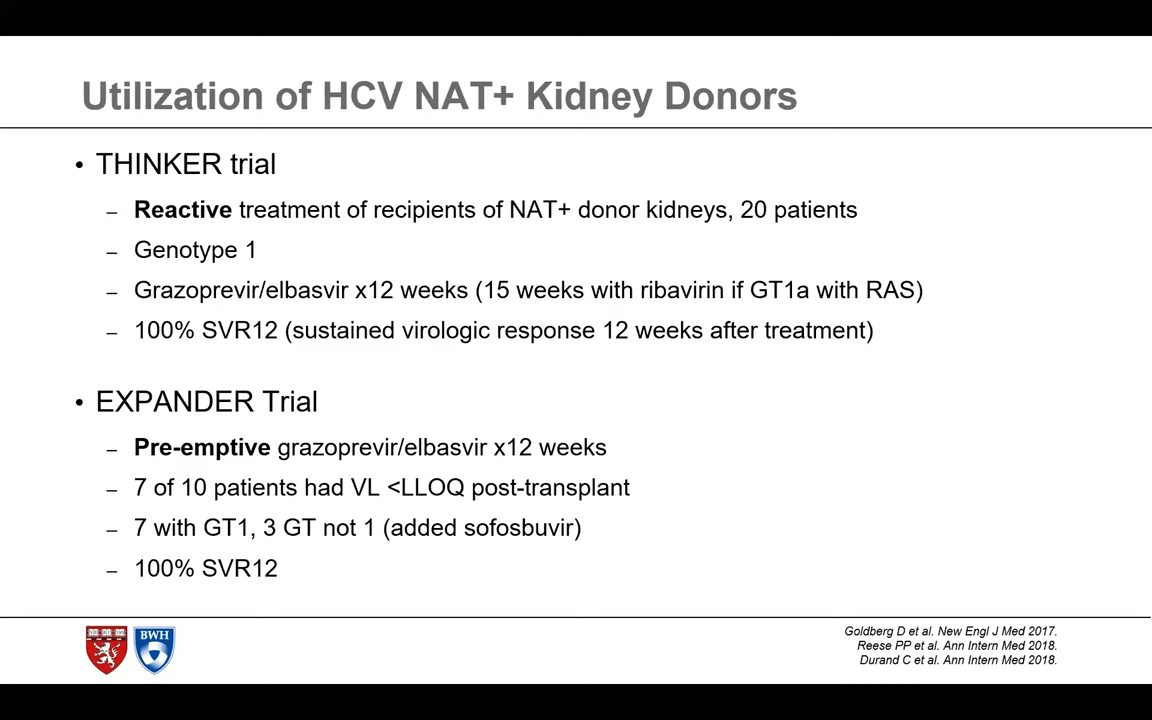 Utilization of HCV NAT+ Kidney Donors
• THINKER trial
– Reactive treatment of recipients of NAT+ donor kidneys, 20 patients
– Genotype 1
– Grazoprevir/elbasvir x12 weeks (15 weeks with ribavirin if GT1a with RAS)
– 100% SVR12 (sustained virologic response 12 weeks after treatment)
• EXPANDER Trial
– Pre-emptive grazoprevir/elbasvir x12 weeks
– 7 of 10 patients had VL <LLOQ post-transplant
– 7 with GT1, 3 GT not 1 (added sofosbuvir)
– 100% SVR12
BWH
Goldberg D et al. New Engl J Med 2017.
Reese PP et al. Ann Intern Med 2018.
Durand C et al. Ann Intern Med 2018.